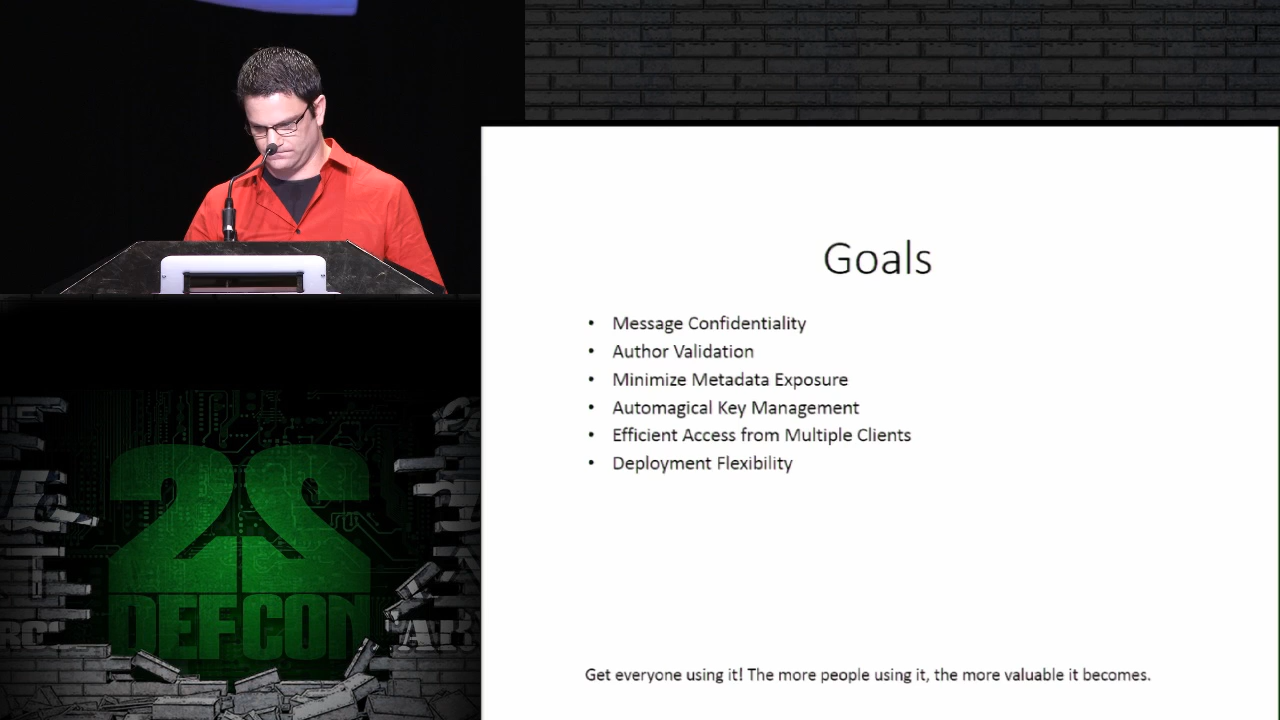 Goals
• Message Confidentiality
• Author Validation
• Minimize Metadata Exposure
• Automagical Key Management
• Efficient Access from Multiple Clients
• Deployment Flexibility
Get everyone using it! The more people using it, the more valuable it becomes.
22
DEFCON